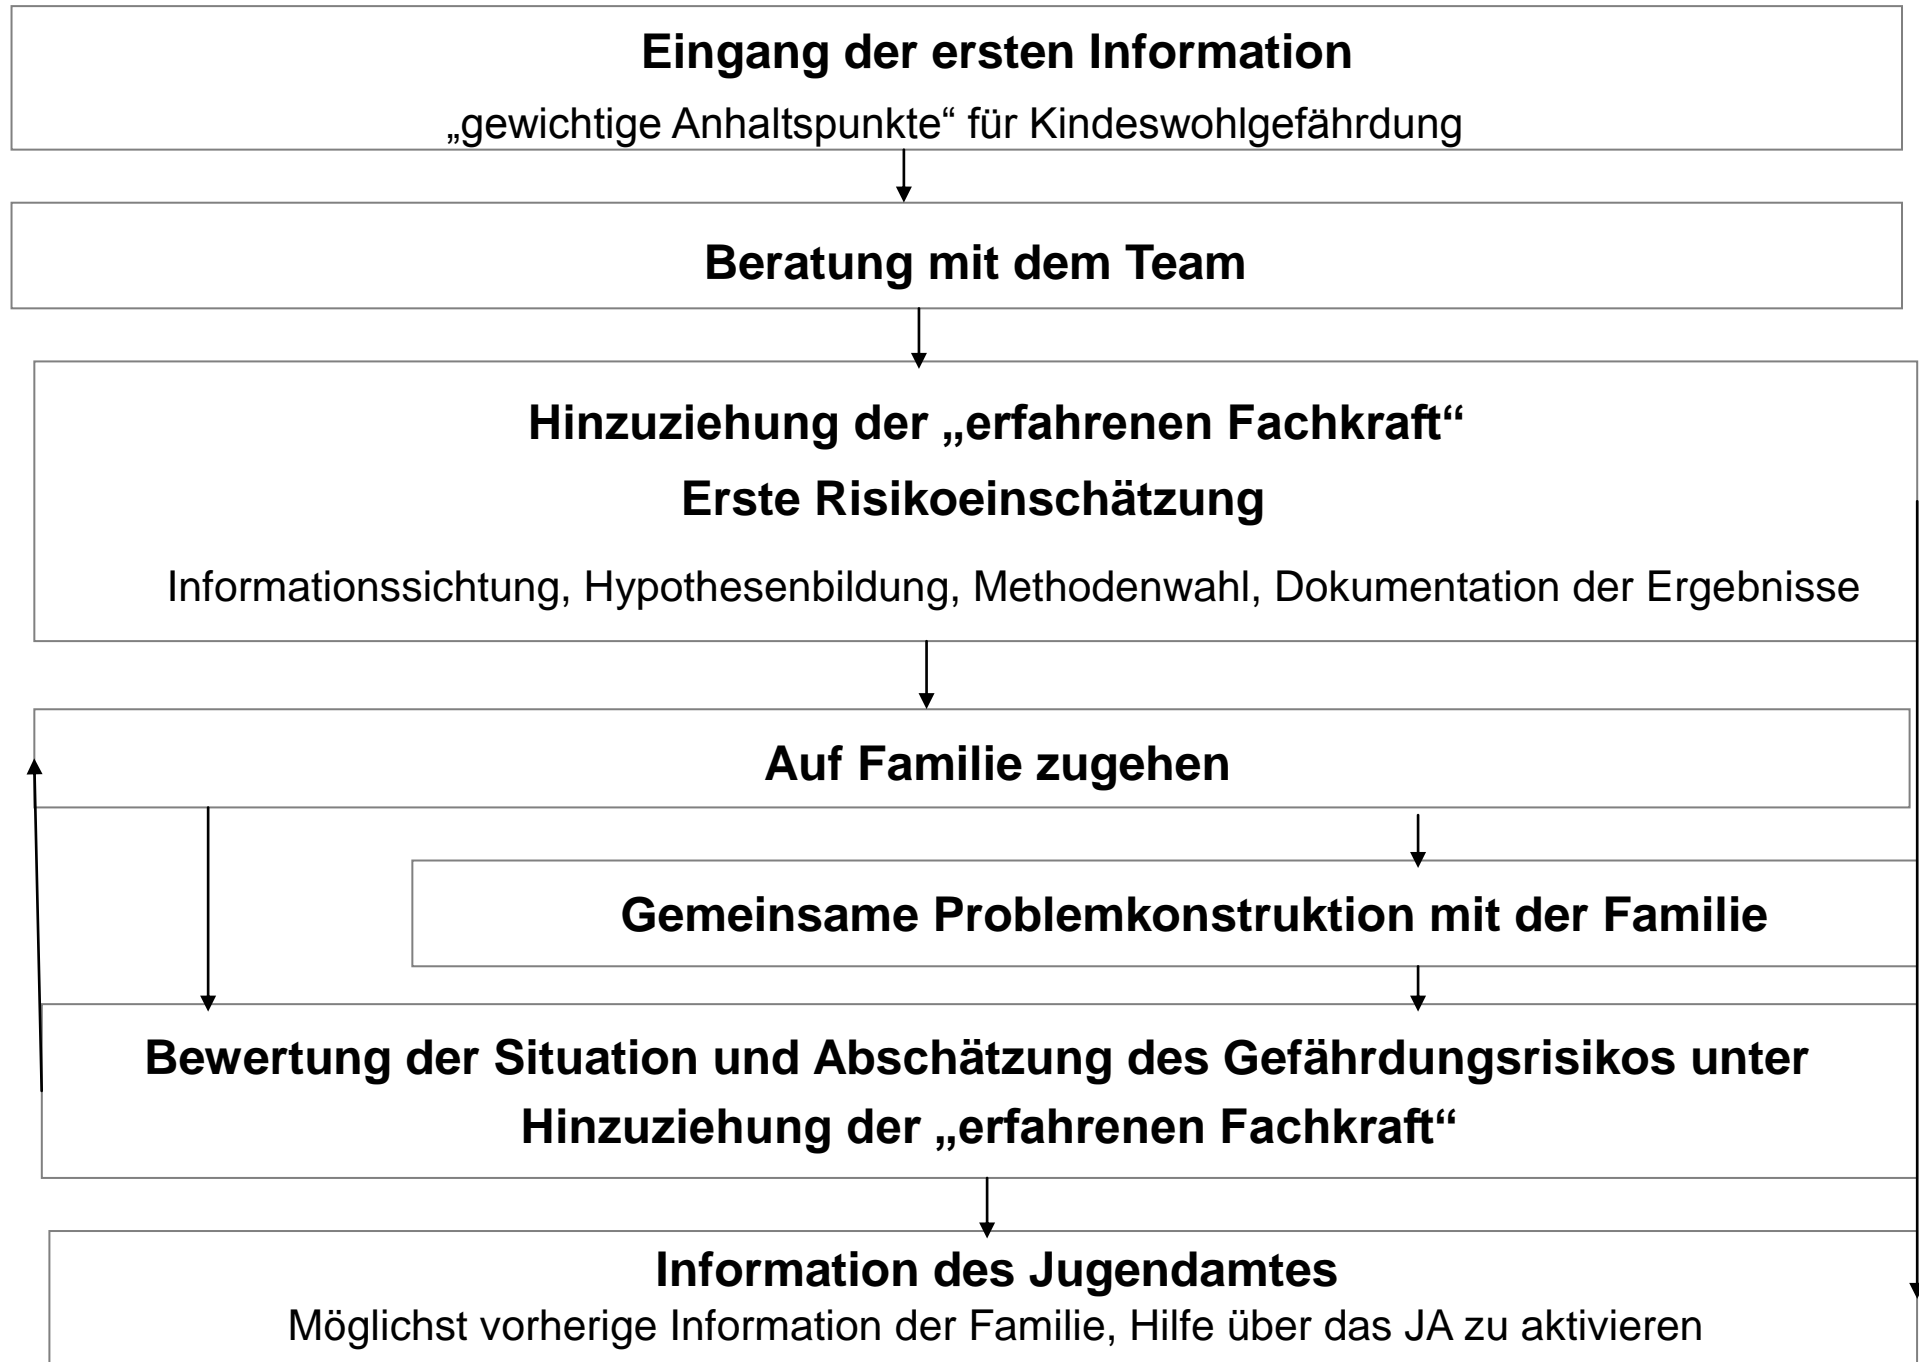 Eingang der ersten Information
„gewichtige Anhaltspunkte“ für Kindeswohlgefährdung
Beratung mit dem Team
Hinzuziehung der „erfahrenen Fachkraft“
Erste Risikoeinschätzung
Informationssichtung, Hypothesenbildung, Methodenwahl, Dokumentation der Ergebnisse
Auf Familie zugehen
Gemeinsame Problemkonstruktion mit der Familie
Bewertung der Situation und Abschätzung des Gefährdungsrisikos unter
Hinzuziehung der „erfahrenen Fachkraft“
Information des Jugendamtes
Möglichst vorherige Information der Familie, Hilfe über das JA zu aktivieren